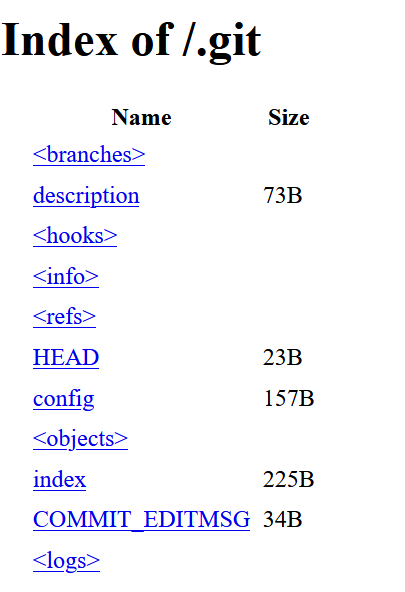 Index of /.git
Name Size
<branches>
description 73B
<hooks>
<info>
<refs>
HEAD 23B
config 157B
<objects>
index 225B
COMMIT_EDITMSG 34B
<logs>